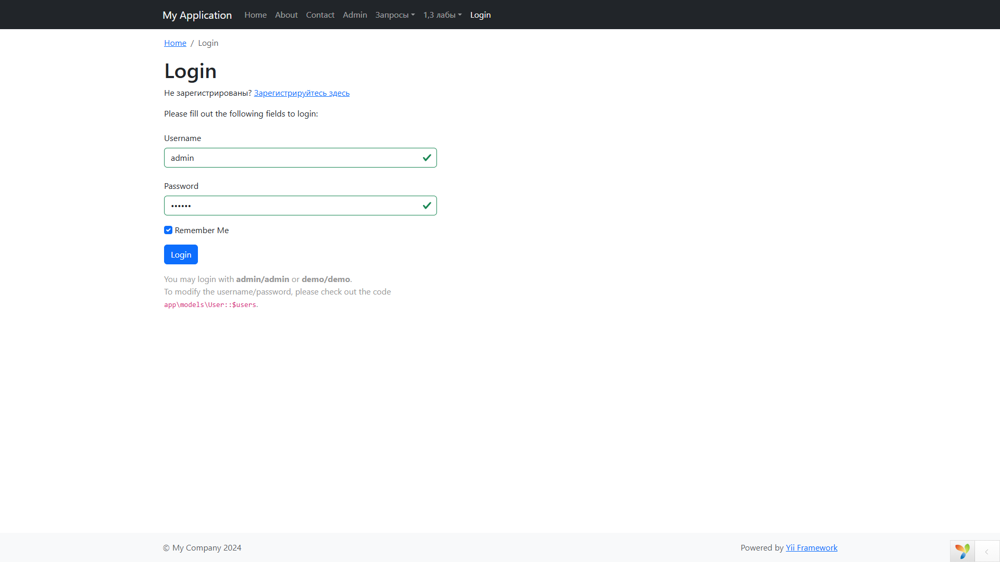 My Application Home About Contact Admin Запросы 1,3 лабы Login
Home / Login
Login
Не зарегистрированы? Зарегистрируйтесь здесь
Please fill out the following fields to login:
Username
admin
Password
••••••
Remember Me
Login
You may login with admin/admin or demo/demo.
To modify the username/password, please check out the code
app\models\User::$users.
© My Company 2024 Powered by Yii Framework